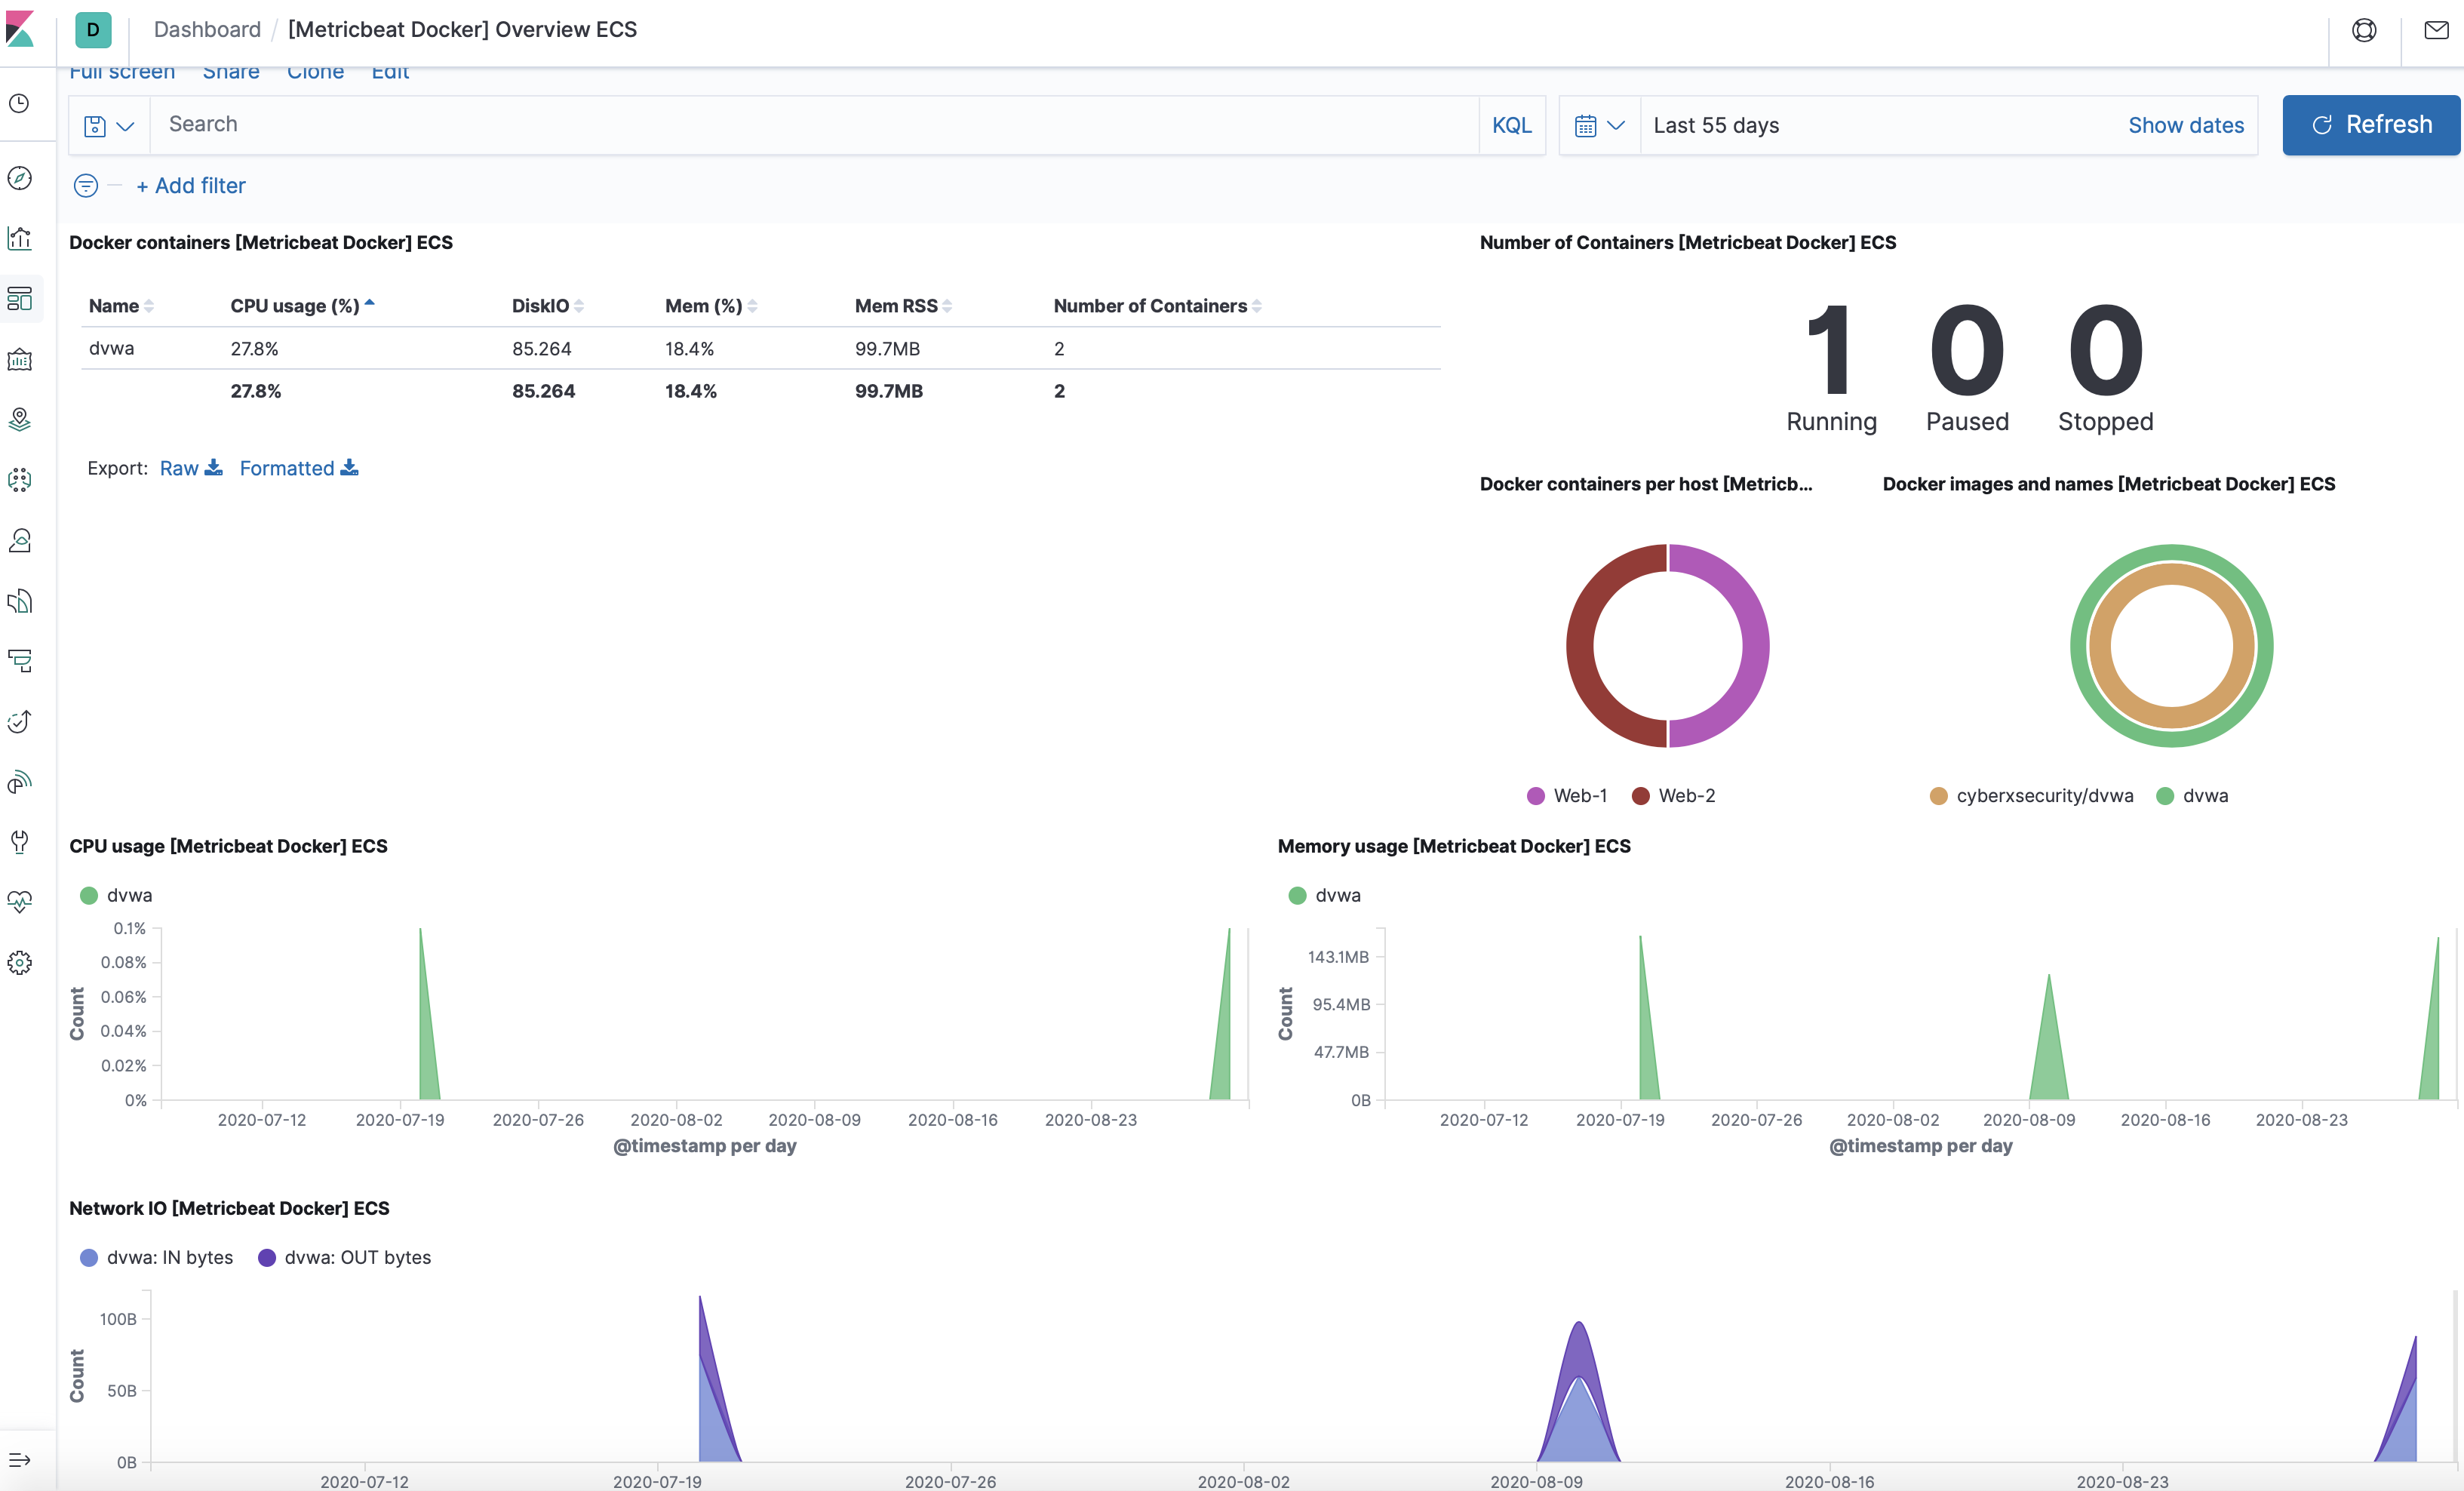 D
Dashboard / [Metricbeat Docker] Overview ECS
Full screen Share Clone Edit
Search KQL Last 55 days Show dates Refresh
+ Add filter
Docker containers [Metricbeat Docker] ECS
Name CPU usage (%) DiskIO Mem (%) Mem RSS Number of Containers
dvwa 27.8% 85.264 18.4% 99.7MB 2
27.8% 85.264 18.4% 99.7MB 2
Export: Raw Formatted
Number of Containers [Metricbeat Docker] ECS
1 0 0
Running Paused Stopped
Docker containers per host [Metricb...
Web-1 Web-2
Docker images and names [Metricbeat Docker] ECS
cyberxsecurity/dvwa dvwa
CPU usage [Metricbeat Docker] ECS
dvwa
0.1%
0.08%
0.06%
0.04%
0.02%
0%
Count
2020-07-12 2020-07-19 2020-07-26 2020-08-02 2020-08-09 2020-08-16 2020-08-23
@timestamp per day
Memory usage [Metricbeat Docker] ECS
dvwa
143.1MB
95.4MB
47.7MB
0B
Count
2020-07-12 2020-07-19 2020-07-26 2020-08-02 2020-08-09 2020-08-16 2020-08-23
@timestamp per day
Network IO [Metricbeat Docker] ECS
dvwa: IN bytes dvwa: OUT bytes
100B
50B
0B
Count
2020-07-12 2020-07-19 2020-07-26 2020-08-02 2020-08-09 2020-08-16 2020-08-23